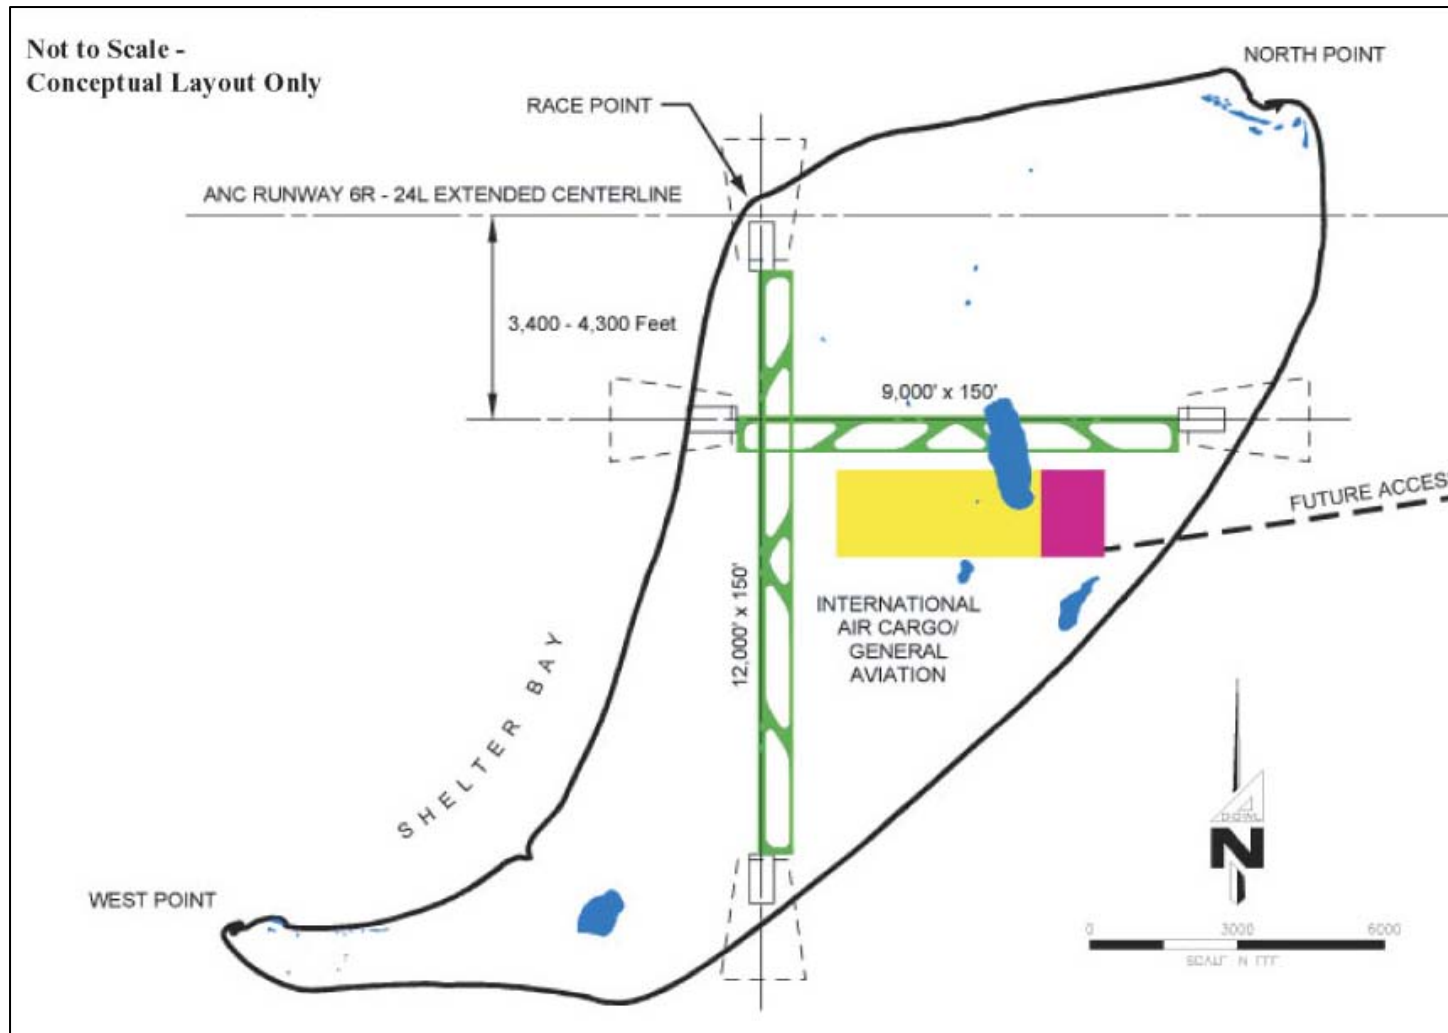 Not to Scale -
Conceptual Layout Only
NORTH POINT
RACE POINT
ANC RUNWAY 6R - 24L EXTENDED CENTERLINE
3,400 - 4,300 Feet
9,000' x 150'
FUTURE ACCESS
12,000' x 150'
INTERNATIONAL
AIR CARGO/
GENERAL
AVIATION
SHELTER BAY
WEST POINT
N
0 3000 6000